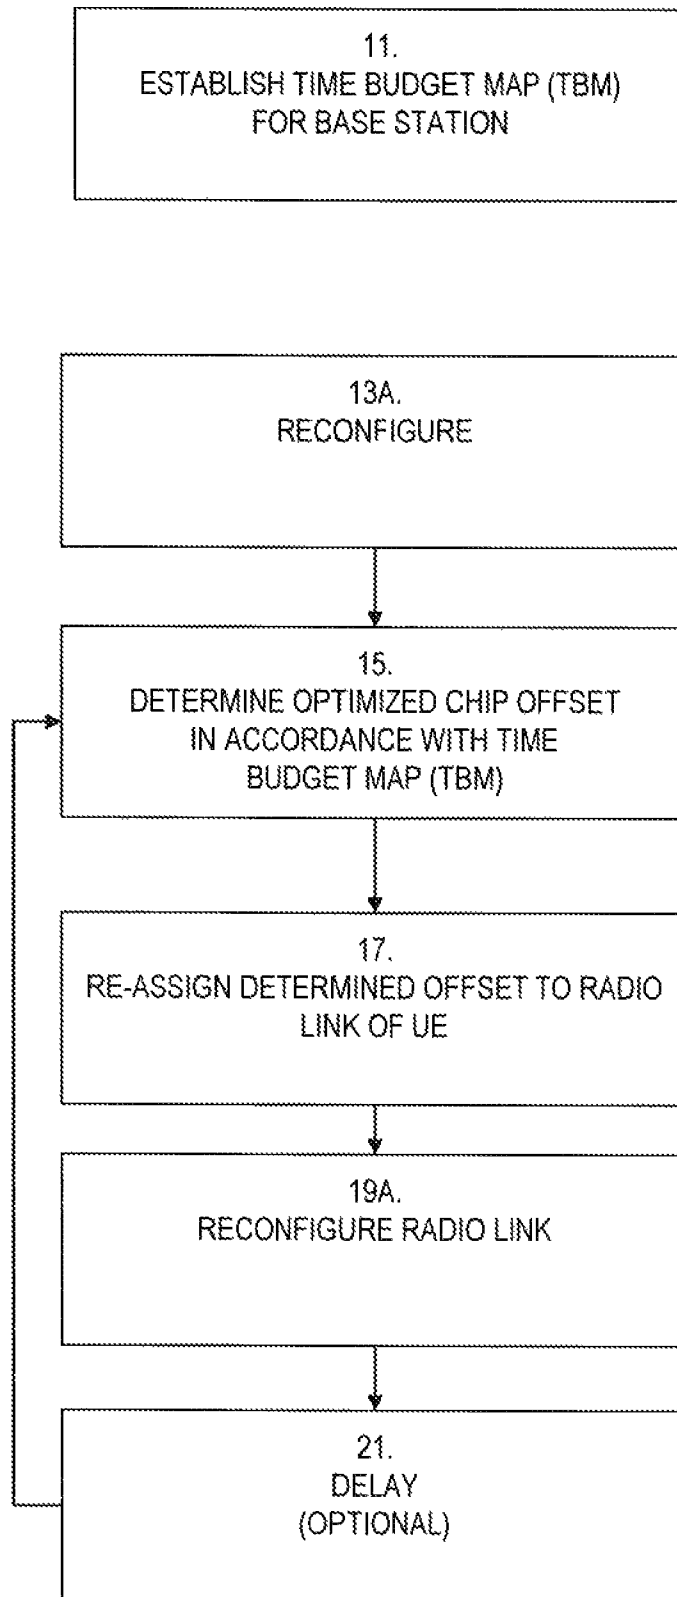 11.
ESTABLISH TIME BUDGET MAP (TBM)
FOR BASE STATION
13A.
RECONFIGURE
15.
DETERMINE OPTIMIZED CHIP OFFSET
IN ACCORDANCE WITH TIME
BUDGET MAP (TBM)
17.
RE-ASSIGN DETERMINED OFFSET TO RADIO
LINK OF UE
19A.
RECONFIGURE RADIO LINK
21.
DELAY
(OPTIONAL)